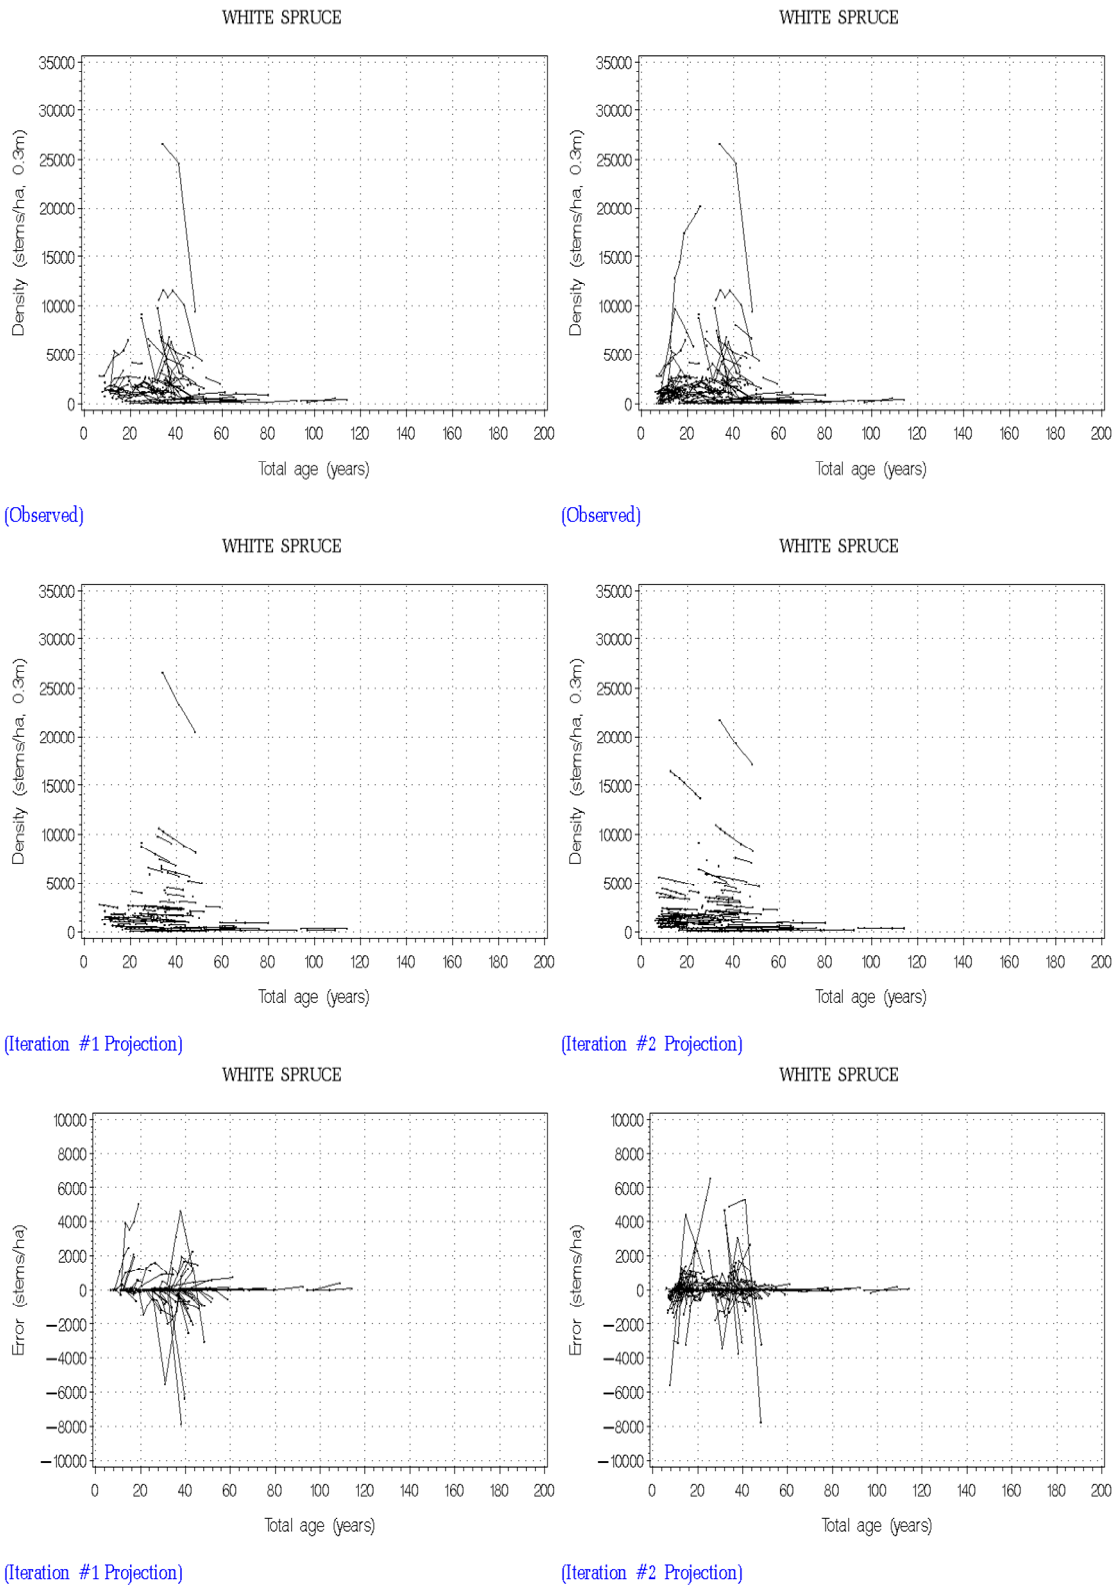 WHITE SPRUCE
WHITE SPRUCE
35000
30000
25000
20000
15000
10000
5000
0
Density (stems/ha, 0.3m)
0 20 40 60 80 100 120 140 160 180 200
Total age (years)
35000
30000
25000
20000
15000
10000
5000
0
Density (stems/ha, 0.3m)
0 20 40 60 80 100 120 140 160 180 200
Total age (years)
(Observed)
(Observed)
WHITE SPRUCE
WHITE SPRUCE
35000
30000
25000
20000
15000
10000
5000
0
Density (stems/ha, 0.3m)
0 20 40 60 80 100 120 140 160 180 200
Total age (years)
35000
30000
25000
20000
15000
10000
5000
0
Density (stems/ha, 0.3m)
0 20 40 60 80 100 120 140 160 180 200
Total age (years)
(Iteration #1 Projection)
(Iteration #2 Projection)
WHITE SPRUCE
WHITE SPRUCE
10000
8000
6000
4000
2000
0
−2000
−4000
−6000
−8000
−10000
Error (stems/ha)
0 20 40 60 80 100 120 140 160 180 200
Total age (years)
10000
8000
6000
4000
2000
0
−2000
−4000
−6000
−8000
−10000
Error (stems/ha)
0 20 40 60 80 100 120 140 160 180 200
Total age (years)
(Iteration #1 Projection)
(Iteration #2 Projection)